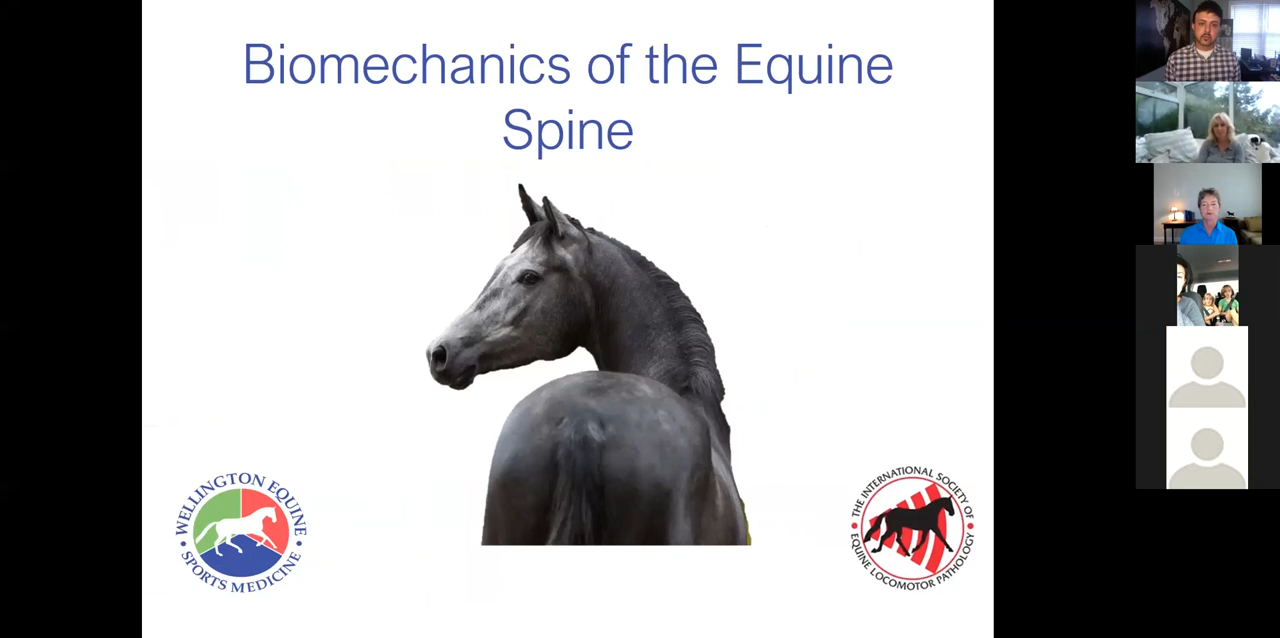 Biomechanics of the Equine
Spine
WELLINGTON EQUINE
• SPORTS MEDICINE •
THE INTERNATIONAL SOCIETY OF
• EQUINE LOCOMOTOR PATHOLOGY •